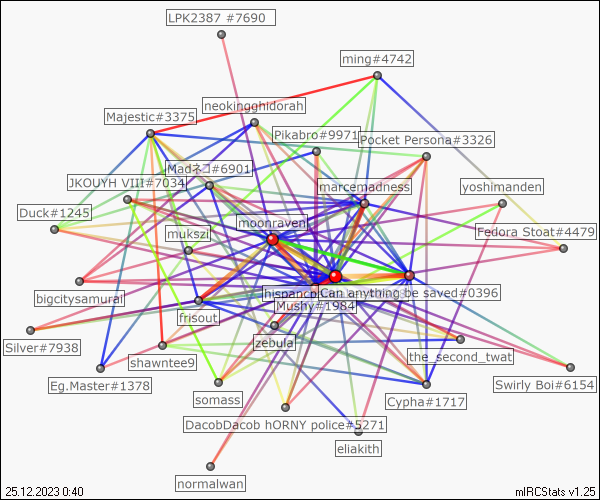 LPK2387 #7690
ming#4742
neokingghidorah
Majestic#3375
Pikabro#9971
Pocket Persona#3326
Madネコ#6901
JKOUYH VIII#7034
marcemadness
yoshimanden
Duck#1245
moonraven
mukszi
Fedora Stoat#4479
bigcitysamurai
hispancp
Can anything be saved#0396
Mushy#1984
frisout
Silver#7938
zebula
shawntee9
the_second_twat
Eg.Master#1378
Swirly Boi#6154
somass
Cypha#1717
DacobDacob hORNY police#5271
eliakith
normalwan
25.12.2023 0:40
mIRCStats v1.25